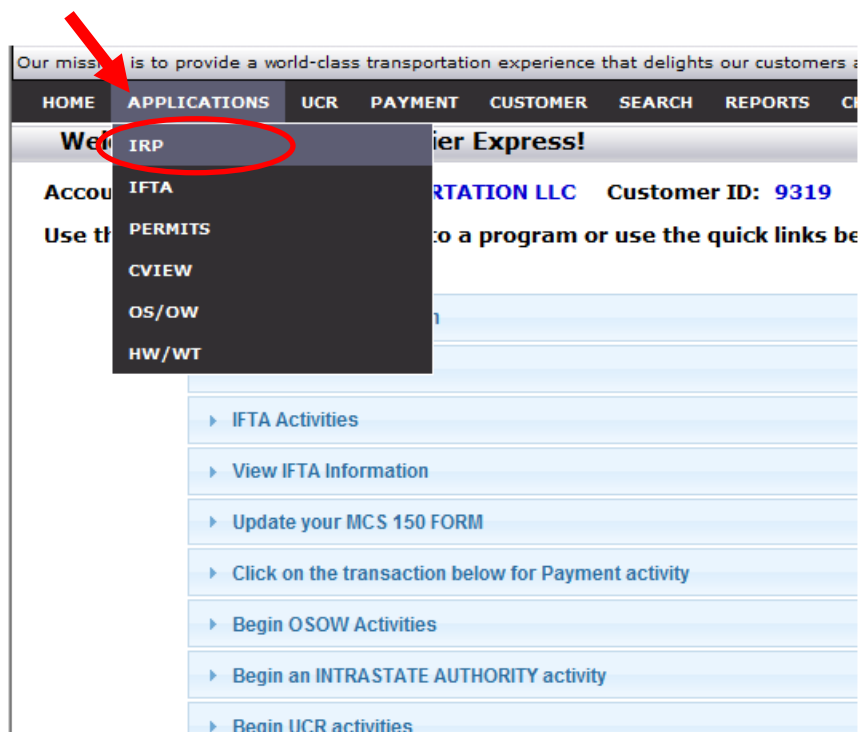 Our miss is to provide a world-class transportation experience that delights our customers
HOME APPLICATIONS UCR PAYMENT CUSTOMER SEARCH REPORTS
IRP ier Express!
Accou IFTA RTATION LLC Customer ID: 9319
Use th PERMITS to a program or use the quick links be
CVIEW
OS/OW
HW/WT
IFTA Activities
View IFTA Information
Update your MCS 150 FORM
Click on the transaction below for Payment activity
Begin OSOW Activities
Begin an INTRASTATE AUTHORITY activity
Begin UCR activities